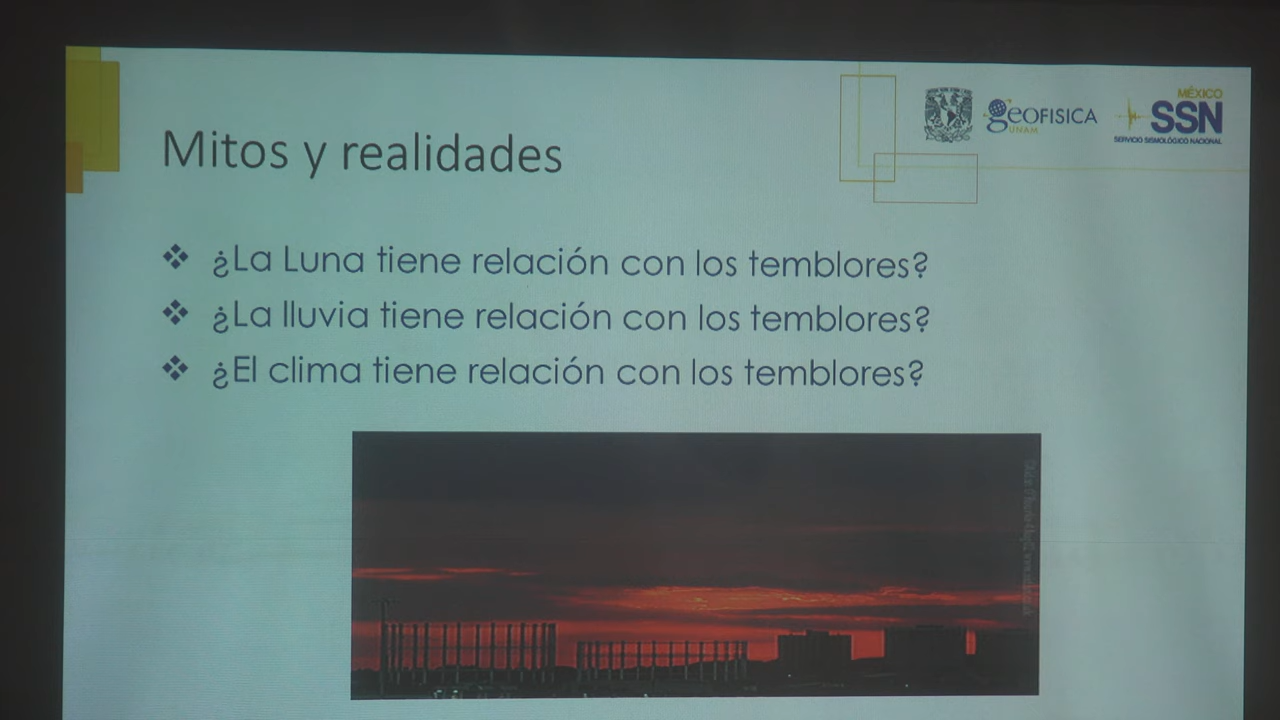 Mitos y realidades
GEOFISICA
UNAM
MÉXICO
SSN
SERVICIO SISMOLÓGICO NACIONAL
¿La Luna tiene relación con los temblores?
¿La lluvia tiene relación con los temblores?
¿El clima tiene relación con los temblores?